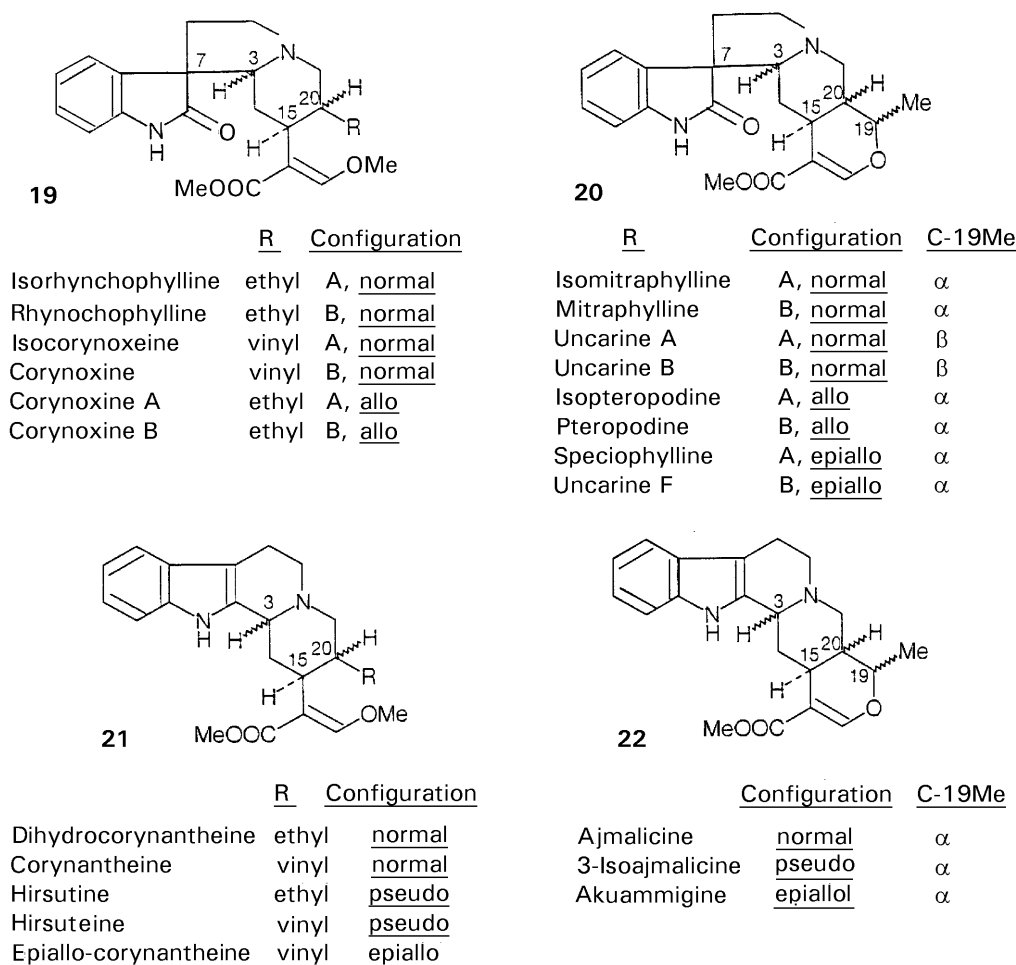 7
3
N
H
H
20
15
R
N
H
O
H
OMe
MeOOC
19
R Configuration
Isorhynchophylline ethyl A, normal
Rhynochophylline ethyl B, normal
Isocorynoxeine vinyl A, normal
Corynoxine vinyl B, normal
Corynoxine A ethyl A, allo
Corynoxine B ethyl B, allo
7
3
N
H
H
20
Me
15
19
N
H
O
H
O
MeOOC
20
R Configuration C-19Me
Isomitraphylline A, normal α
Mitraphylline B, normal α
Uncarine A A, normal β
Uncarine B B, normal β
Isopteropodine A, allo α
Pteropodine B, allo α
Speciophylline A, epiallo α
Uncarine F B, epiallo α
3
N
N
H
H
H
20
15
R
H
OMe
MeOOC
21
R Configuration
Dihydrocorynantheine ethyl normal
Corynantheine vinyl normal
Hirsutine ethyl pseudo
Hirsuteine vinyl pseudo
Epiallo-corynantheine vinyl epiallo
3
N
N
H
H
H
20
Me
15
19
H
O
MeOOC
22
Configuration C-19Me
Ajmalicine normal α
3-Isoajmalicine pseudo α
Akuammigine epiallol α